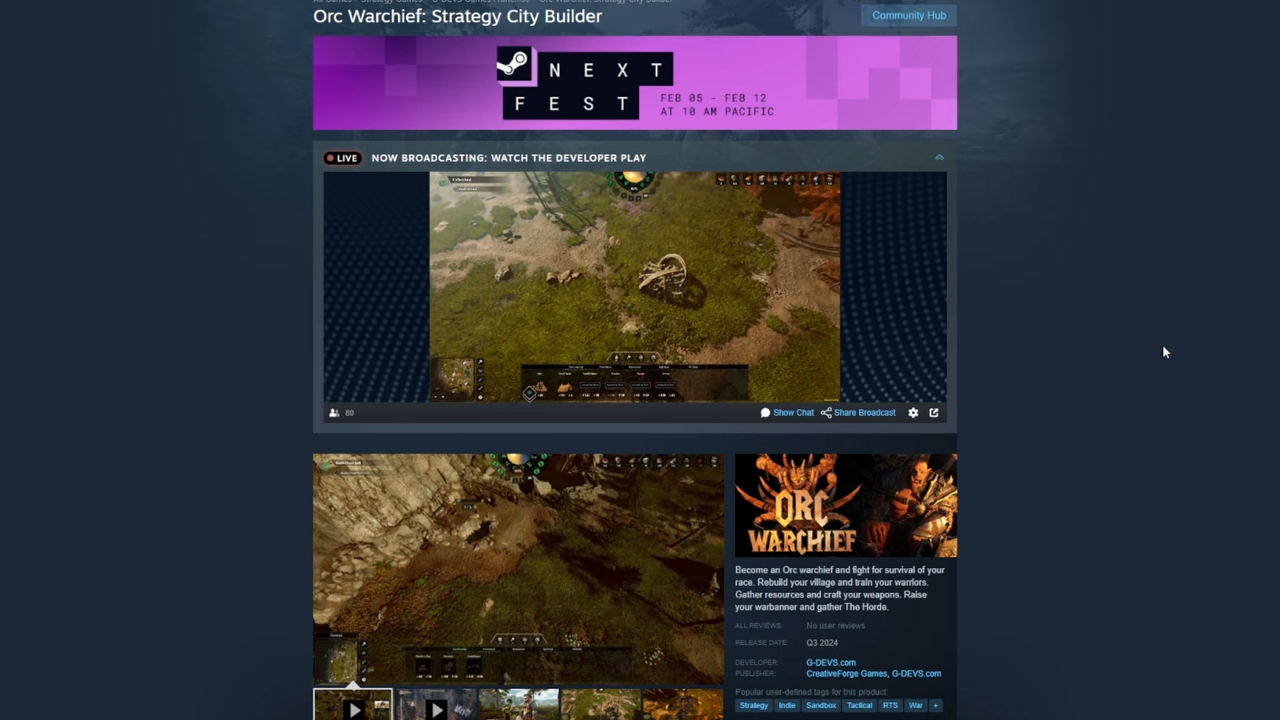 Orc Warchief: Strategy City Builder
Community Hub
NEXT
FEST
FEB 05 - FEB 12
AT 10 AM PACIFIC
LIVE
NOW BROADCASTING: WATCH THE DEVELOPER PLAY
80
Show Chat
Share Broadcast
ORC
WARCHIEF
Become an Orc warchief and fight for survival of your
race. Rebuild your village and train your warriors.
Gather resources and craft your weapons. Raise
your warbanner and gather The Horde.
ALL REVIEWS: No user reviews
RELEASE DATE: Q3 2024
DEVELOPER: G-DEVS.com
PUBLISHER: CreativeForge Games, G-DEVS.com
Popular user-defined tags for this product:
Strategy Indie Sandbox Tactical RTS War +